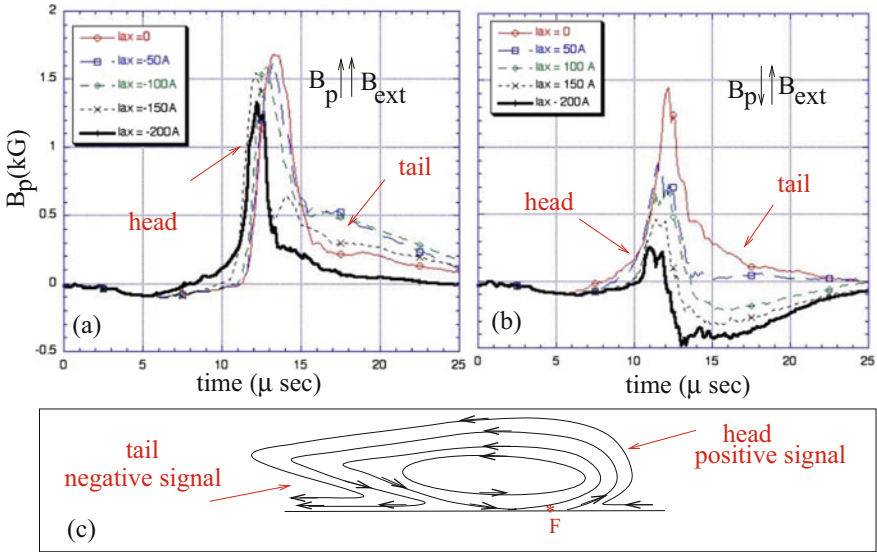 (a)
Iax =0
Iax =-50A
Iax =-100A
Iax =-150A
Iax =-200A
Bp Bext
head
tail
Bp(kG)
2
1.5
1
0.5
0
-0.5
0 5 10 15 20 25
time (μ sec)
(b)
Iax = 0
Iax = 50A
Iax = 100 A
Iax = 150 A
Iax - 200A
Bp Bext
head
tail
0 5 10 15 20 25
time (μ sec)
(c)
tail
negative signal
head
positive signal
F